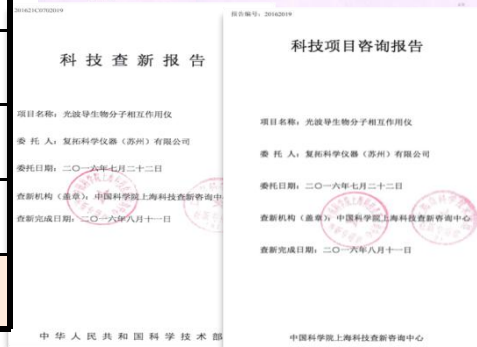 201621C0702019
科 技 查 新 报 告
项目名称：光波导生物分子相互作用仪
委 托 人：复拓科学仪器（苏州）有限公司
委托日期：二〇一六年七月二十二日
查新机构（盖章）：中国科学院上海科技查新咨询中
查新完成日期：二〇一六年八月十一日
中 华 人 民 共 和 国 科 学 技 术 部
报告编号：20162019
科技项目咨询报告
项目名称：光波导生物分子相互作用仪
委 托 人：复拓科学仪器（苏州）有限公司
委托日期：二〇一六年七月二十二日
查新机构（盖章）：中国科学院上海科技查新咨询中心
查新完成日期：二〇一六年八月十一日
中国科学院上海科技查新咨询中心